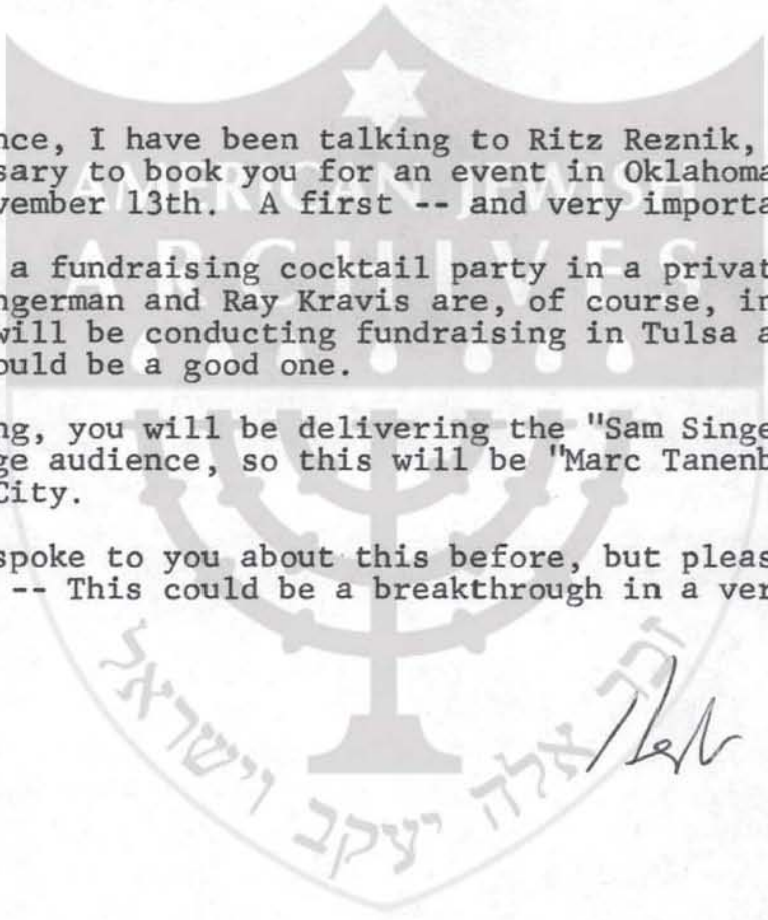 nce, I have been talking to Ritz Reznik,
sary to book you for an event in Oklahoma
vember 13th. A first -- and very importa
a fundraising cocktail party in a privat
ngerman and Ray Kravis are, of course, in
will be conducting fundraising in Tulsa a
ould be a good one.
ng, you will be delivering the "Sam Singe
ge audience, so this will be "Marc Tanenb
City.
spoke to you about this before, but pleas
-- This could be a breakthrough in a ver
AMERICAN JEWISH
ARCHIVES
זכר אלה יעקב וישראל